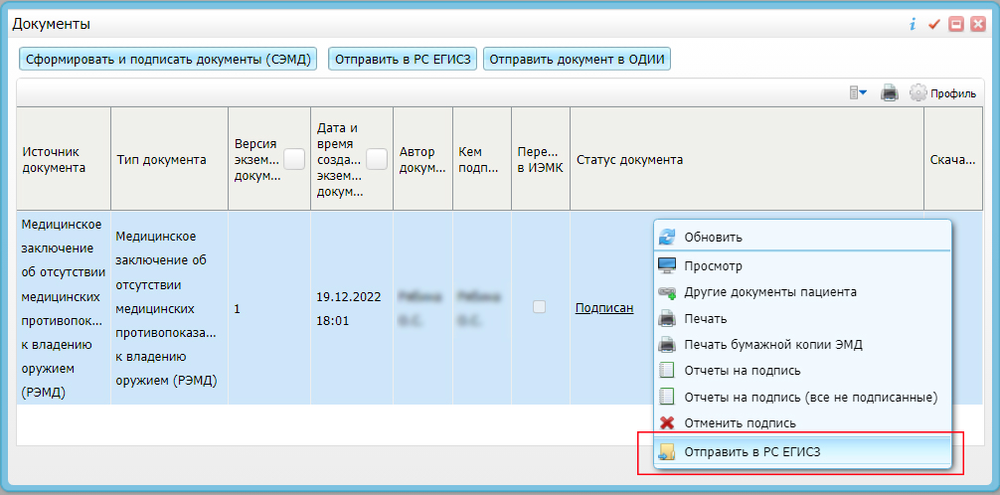 Документы
Сформировать и подписать документы (СЭМД) Отправить в РС ЕГИСЗ Отправить документ в ОДИИ
Профиль
Источник
документа
Тип документа
Версия
экзем...
докум...
Дата и
время
созда...
экзем...
докум...
Автор
докум...
Кем
подп...
Пере...
в ИЭМК
Статус документа
Скача...
Медицинское
заключение
об отсутствии
медицинских
противопок...
к владению
оружием
(РЭМД)
Медицинское
заключение об
отсутствии
медицинских
противопоказа...
к владению
оружием (РЭМД)
1
19.12.2022
18:01
Подписан
Обновить
Просмотр
Другие документы пациента
Печать
Печать бумажной копии ЭМД
Отчеты на подпись
Отчеты на подпись (все не подписанные)
Отменить подпись
Отправить в РС ЕГИСЗ